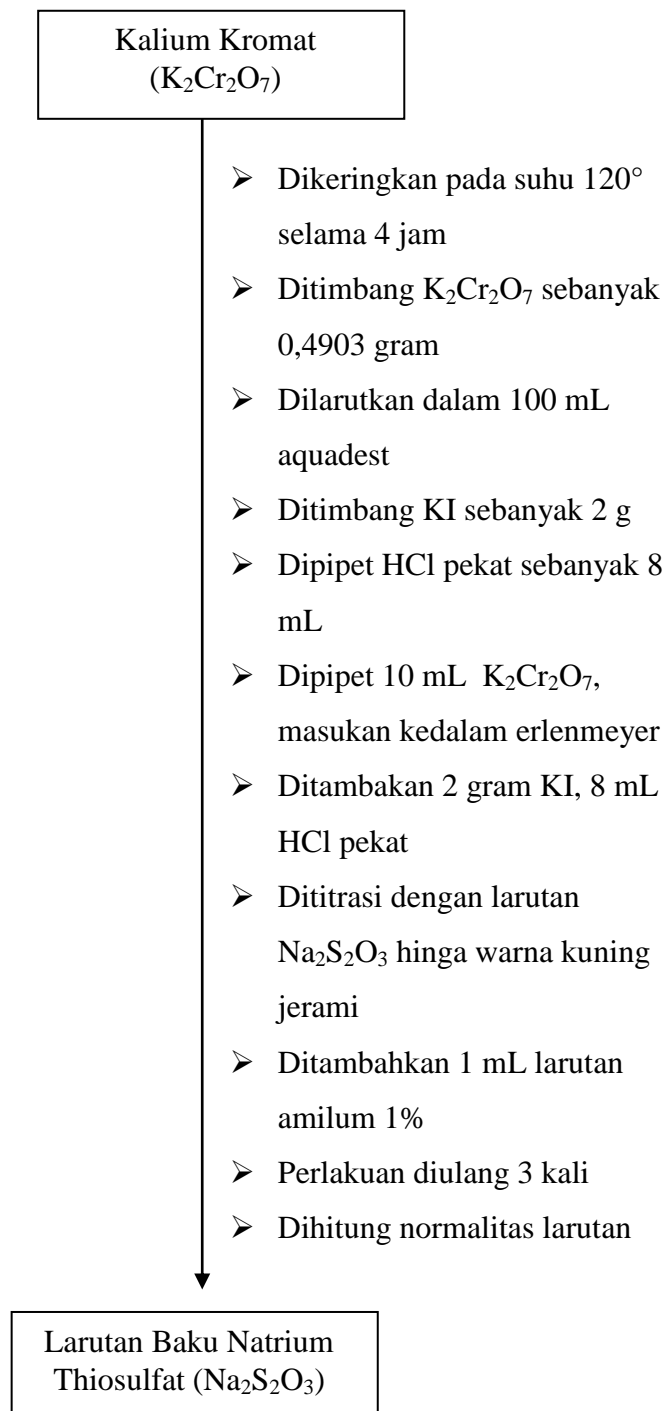 Kalium Kromat
(K₂Cr₂O₇)
➢ Dikeringkan pada suhu 120°
selama 4 jam
➢ Ditimbang K₂Cr₂O₇ sebanyak
0,4903 gram
➢ Dilarutkan dalam 100 mL
aquadest
➢ Ditimbang KI sebanyak 2 g
➢ Dipipet HCl pekat sebanyak 8
mL
➢ Dipipet 10 mL K₂Cr₂O₇,
masukan kedalam erlenmeyer
➢ Ditambakan 2 gram KI, 8 mL
HCl pekat
➢ Dititrasi dengan larutan
Na₂S₂O₃ hinga warna kuning
jerami
➢ Ditambahkan 1 mL larutan
amilum 1%
➢ Perlakuan diulang 3 kali
➢ Dihitung normalitas larutan
Larutan Baku Natrium
Thiosulfat (Na₂S₂O₃)